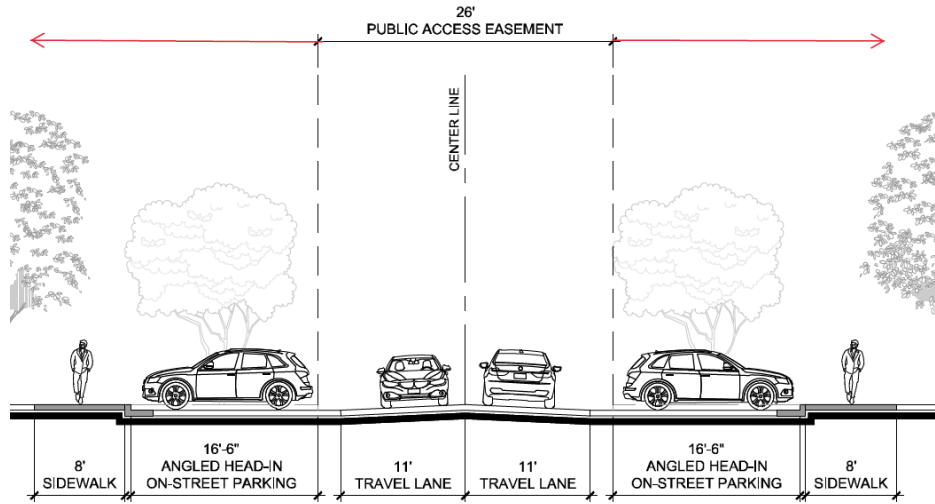 26'
PUBLIC ACCESS EASEMENT
CENTER LINE
8'
SIDEWALK
16'-6"
ANGLED HEAD-IN
ON-STREET PARKING
11'
TRAVEL LANE
11'
TRAVEL LANE
16'-6"
ANGLED HEAD-IN
ON-STREET PARKING
8'
SIDEWALK